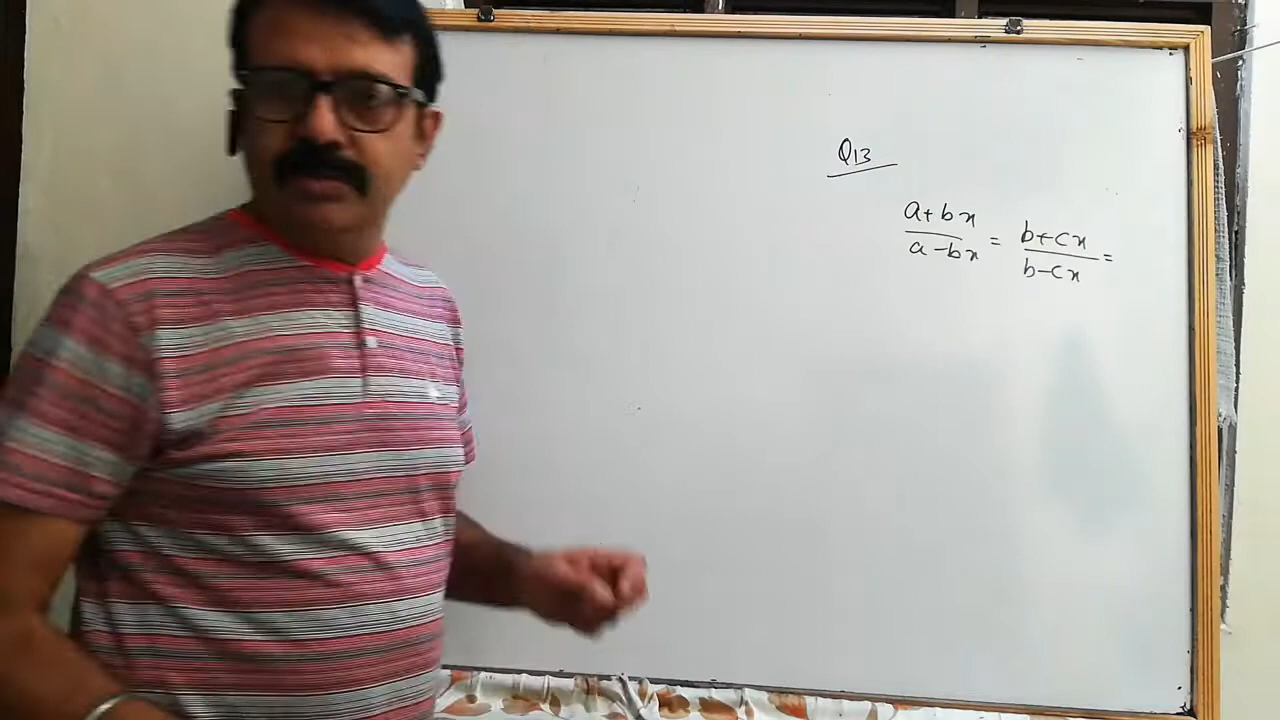 Q13
a+bx/a-bx = b+cx/b-cx =